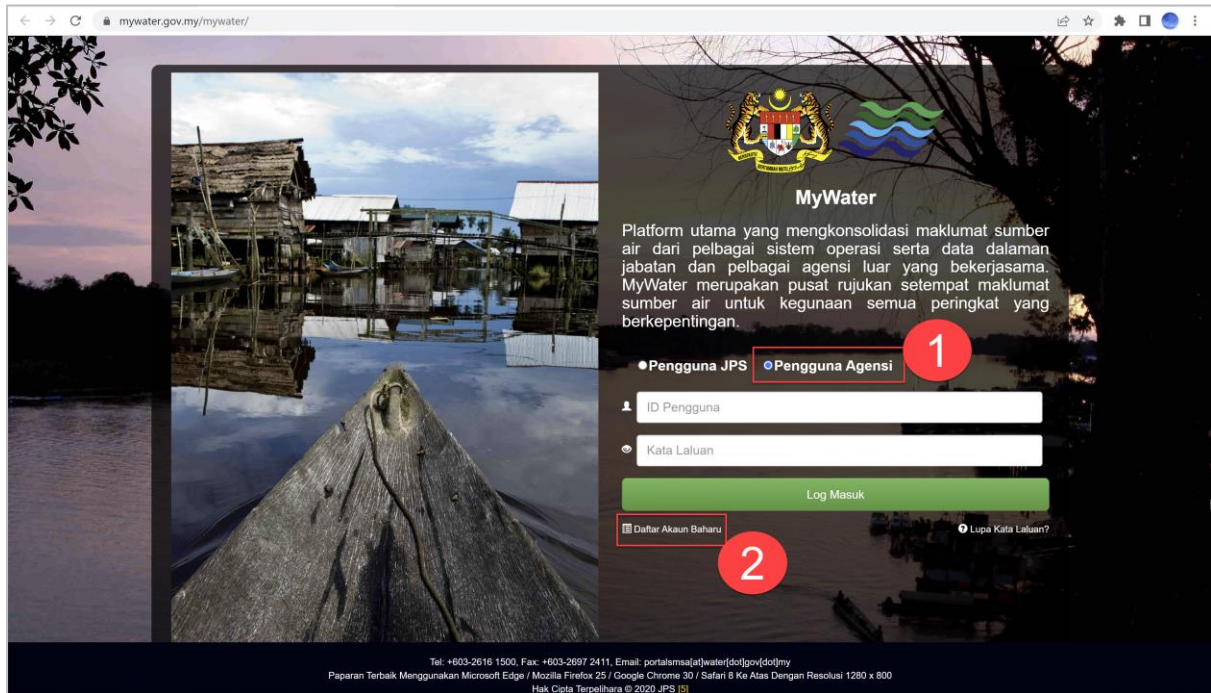 mywater.gov.my/mywater/
MyWater
Platform utama yang mengkonsolidasi maklumat sumber
air dari pelbagai sistem operasi serta data dalaman
jabatan dan pelbagai agensi luar yang bekerjasama.
MyWater merupakan pusat rujukan setempat maklumat
sumber air untuk kegunaan semua peringkat yang
berkepentingan.
1
Pengguna JPS Pengguna Agensi
ID Pengguna
Kata Laluan
Log Masuk
Daftar Akaun Baharu Lupa Kata Laluan?
2
Tel: +603-2616 1500, Fax: +603-2697 2411, Email: portalsmsa[at]water[dot]gov[dot]my
Paparan Terbaik Menggunakan Microsoft Edge / Mozilla Firefox 25 / Google Chrome 30 / Safari 8 Ke Atas Dengan Resolusi 1280 x 800
Hak Cipta Terpelihara © 2020 JPS [5]